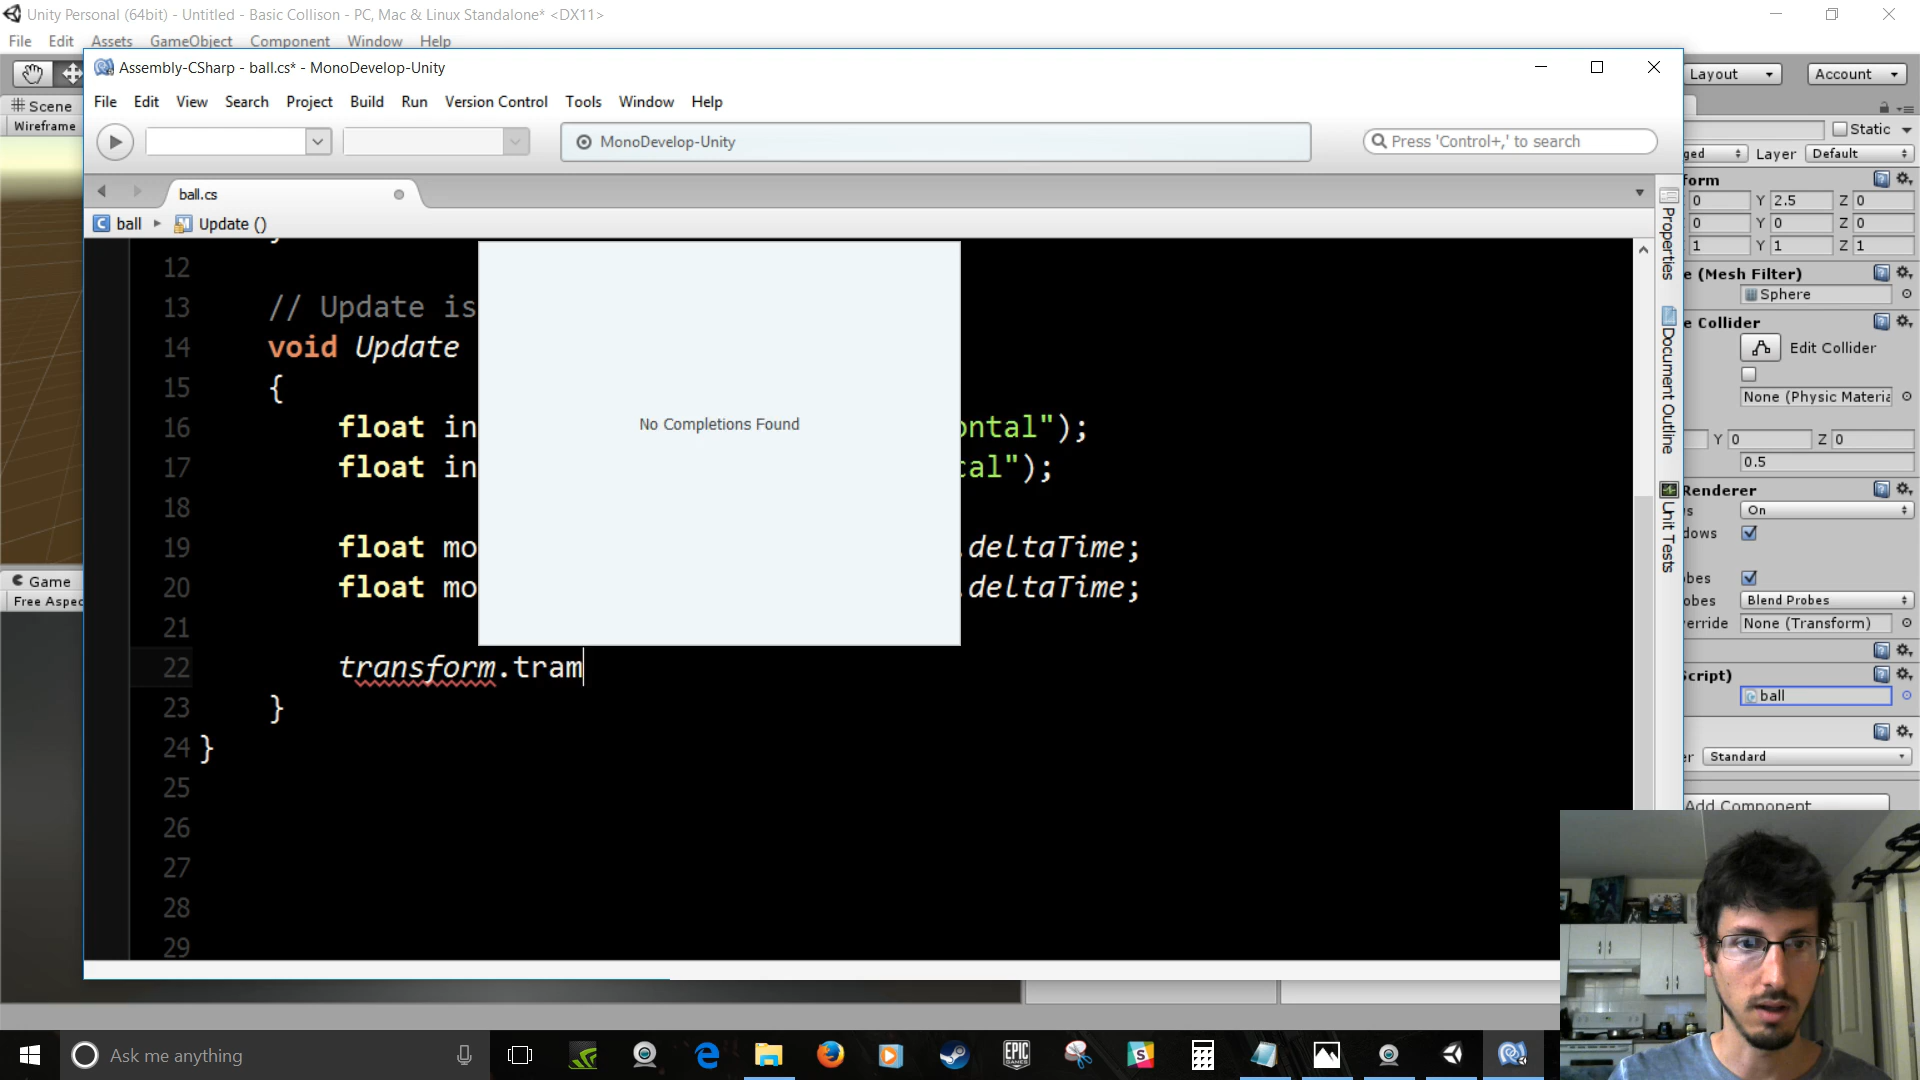 Unity Personal (64bit) - Untitled - Basic Collison - PC, Mac & Linux Standalone* <DX11>
File Edit Assets GameObject Component Window Help
Assembly-CSharp - ball.cs* - MonoDevelop-Unity
File Edit View Search Project Build Run Version Control Tools Window Help
MonoDevelop-Unity
Press 'Control+,' to search
ball.cs
ball Update ()
12
13 // Update is
14 void Update
15 {
16 float in ontal");
17 float in cal");
18
19 float mo .deltaTime;
20 float mo .deltaTime;
21
22 transform.tram
23 }
24 }
25
26
27
28
29
No Completions Found
Scene
Wireframe
Game
Free Aspec
Properties
Document Outline
Unit Tests
Layout Account
Static
ged Layer Default
form
0 Y 2.5 Z 0
0 Y 0 Z 0
1 Y 1 Z 1
e (Mesh Filter)
Sphere
e Collider
Edit Collider
None (Physic Materia
Y 0 Z 0
0.5
Renderer
s On
dows
bes
obes Blend Probes
erride None (Transform)
Script)
ball
er Standard
Add Component
Ask me anything
EPIC GAMES